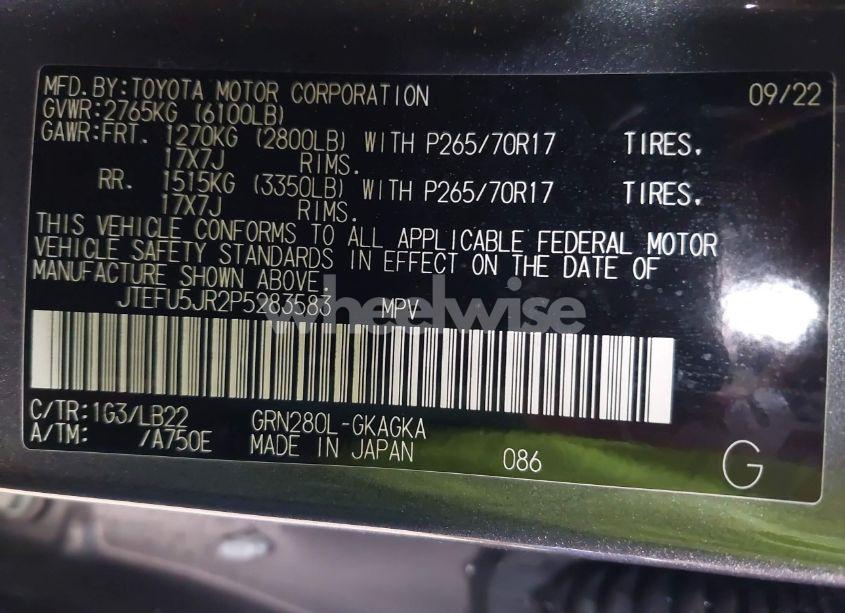 MFD.BY:TOYOTA MOTOR CORPORATION 09/22
GVWR:2765KG (6100LB)
GAWR:FRT. 1270KG (2800LB) WITH P265/70R17 TIRES.
17X7J RIMS.
RR. 1515KG (3350LB) WITH P265/70R17 TIRES.
17X7J RIMS.
THIS VEHICLE CONFORMS TO ALL APPLICABLE FEDERAL MOTOR
VEHICLE SAFETY STANDARDS IN EFFECT ON THE DATE OF
MANUFACTURE SHOWN ABOVE.
JTEFU5JR2P5283583 MPV
wheelwise
C/TR:1G3/LB22 GRN280L-GKAGKA
A/TM: /A750E MADE IN JAPAN 086 G